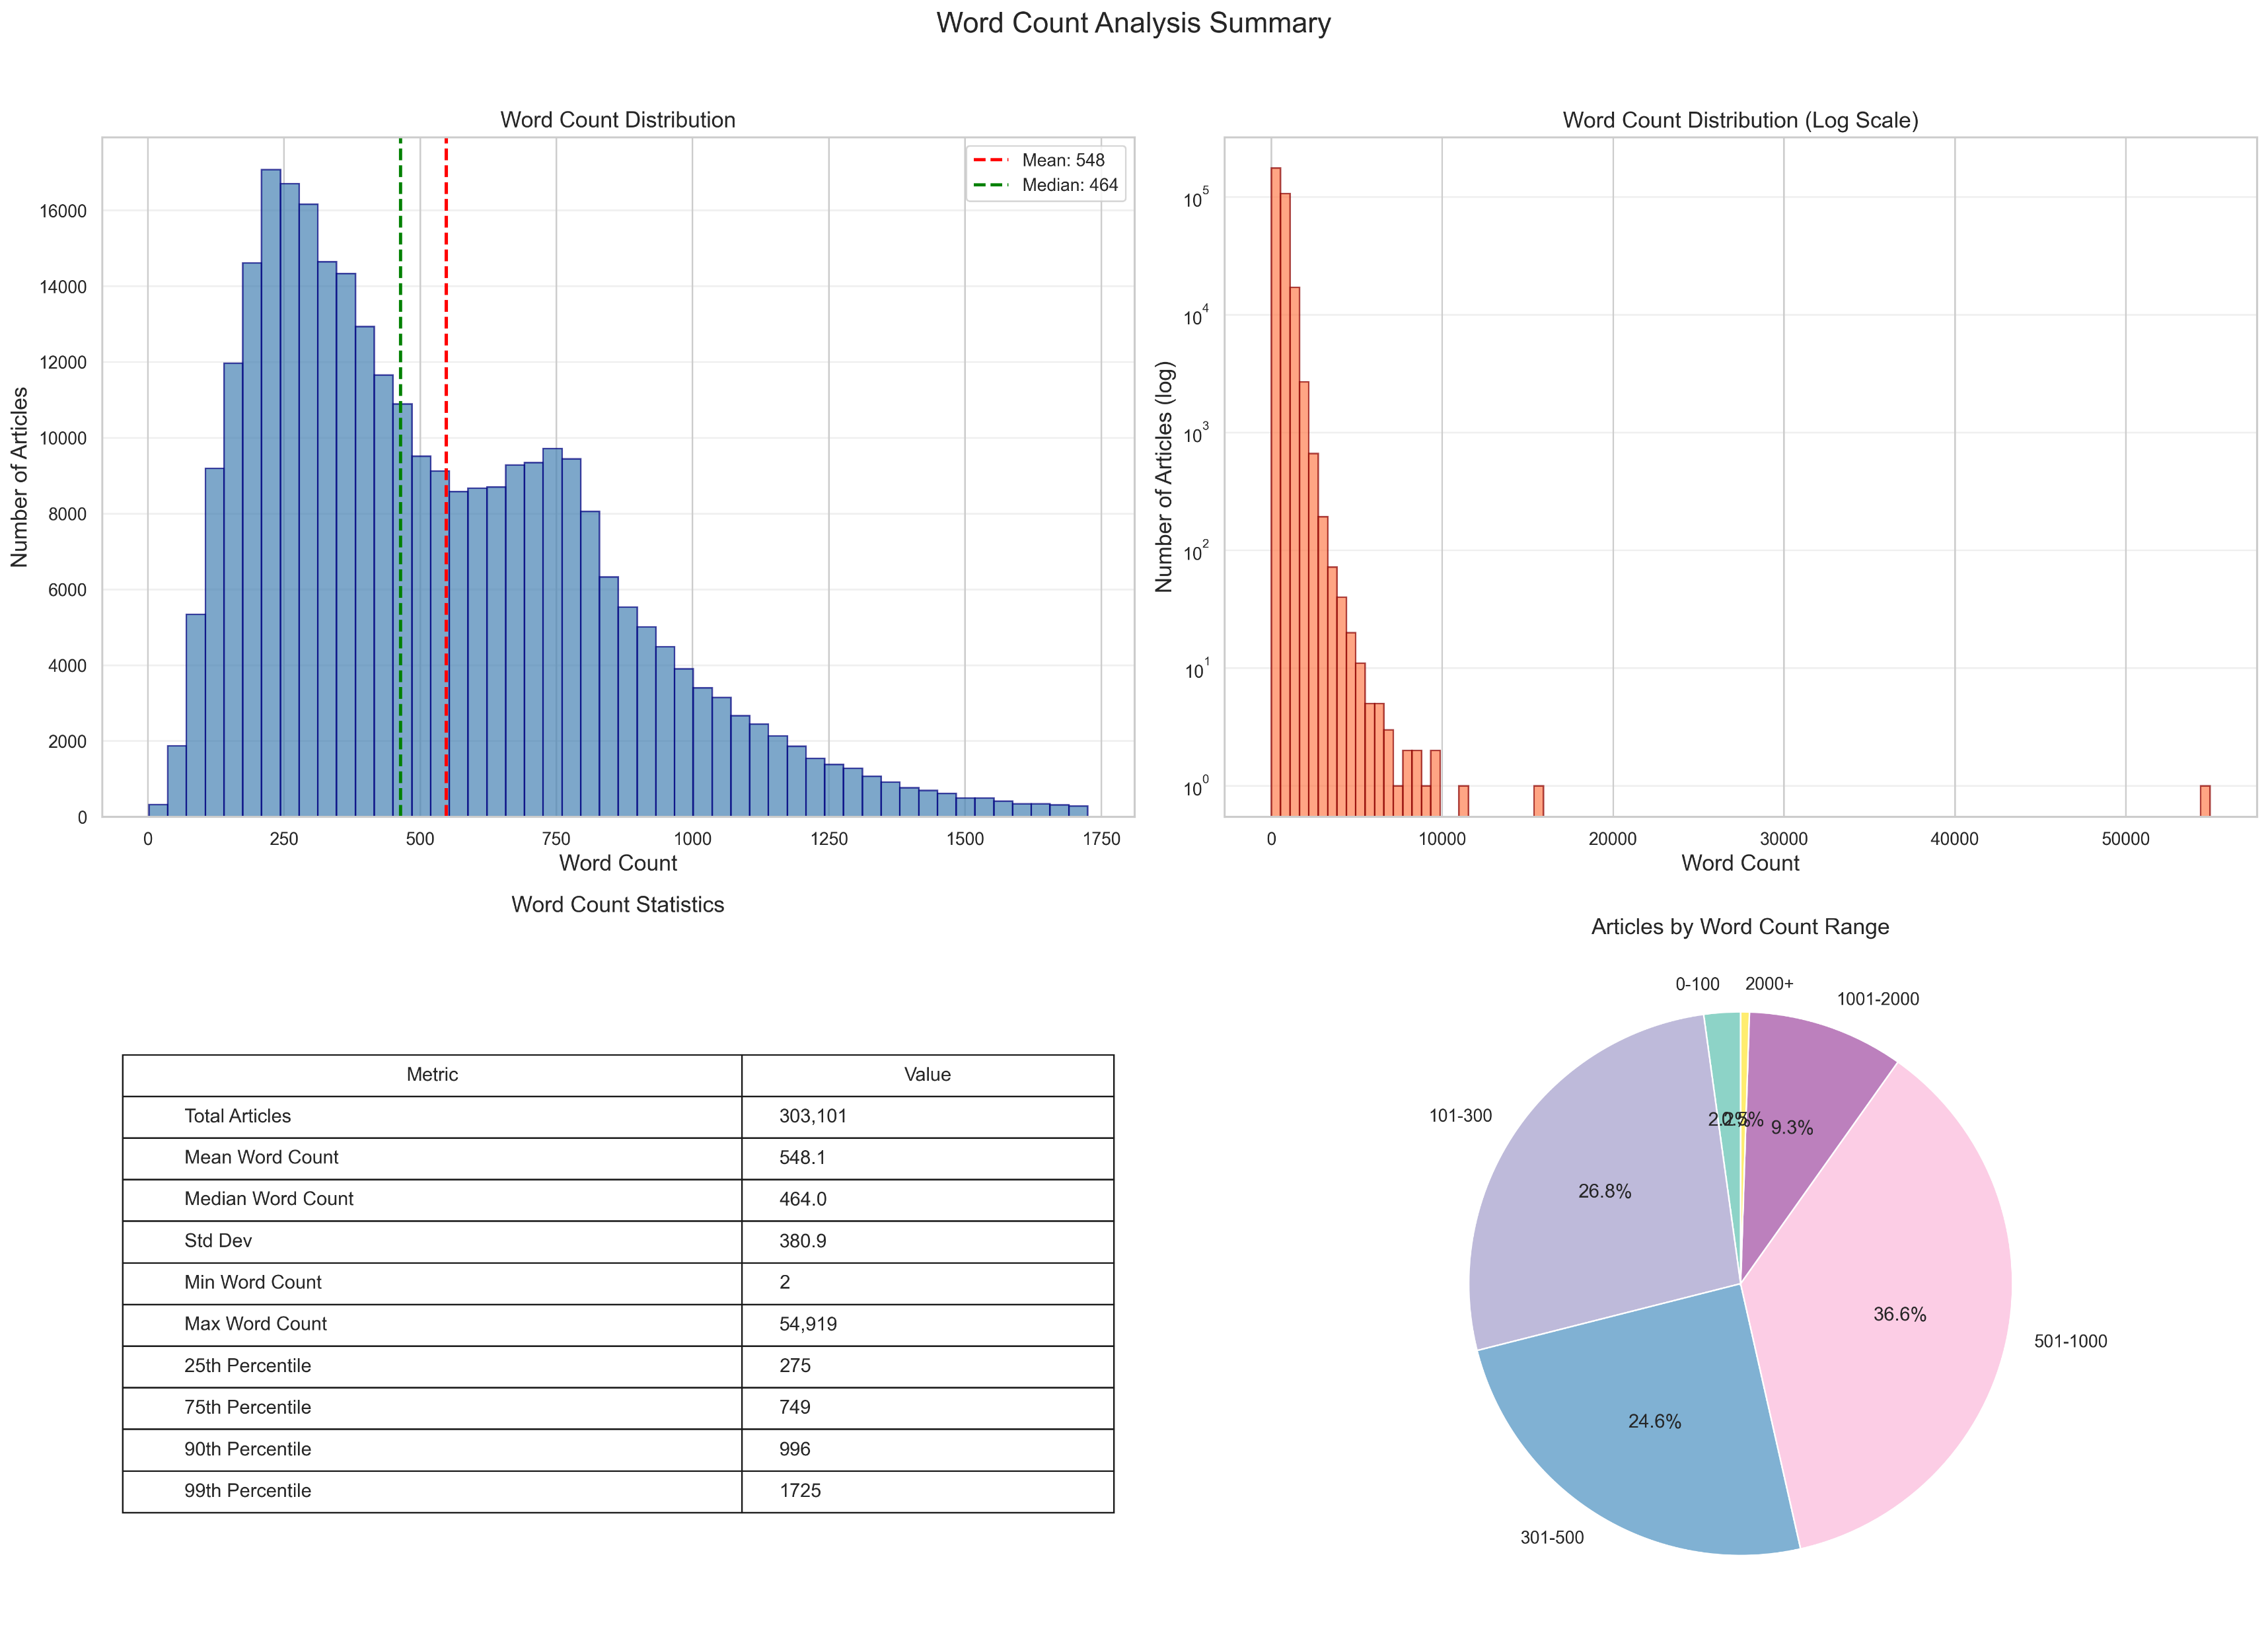 Word Count Analysis Summary
Word Count Distribution
Mean: 548
Median: 464
Number of Articles
16000
14000
12000
10000
8000
6000
4000
2000
0
0 250 500 750 1000 1250 1500 1750
Word Count
Word Count Distribution (Log Scale)
Number of Articles (log)
10^5
10^4
10^3
10^2
10^1
10^0
0 10000 20000 30000 40000 50000
Word Count
Word Count Statistics
Metric Value
Total Articles 303,101
Mean Word Count 548.1
Median Word Count 464.0
Std Dev 380.9
Min Word Count 2
Max Word Count 54,919
25th Percentile 275
75th Percentile 749
90th Percentile 996
99th Percentile 1725
Articles by Word Count Range
0-100 2000+
1001-2000
101-300
9.3%
26.8%
36.6%
501-1000
24.6%
301-500